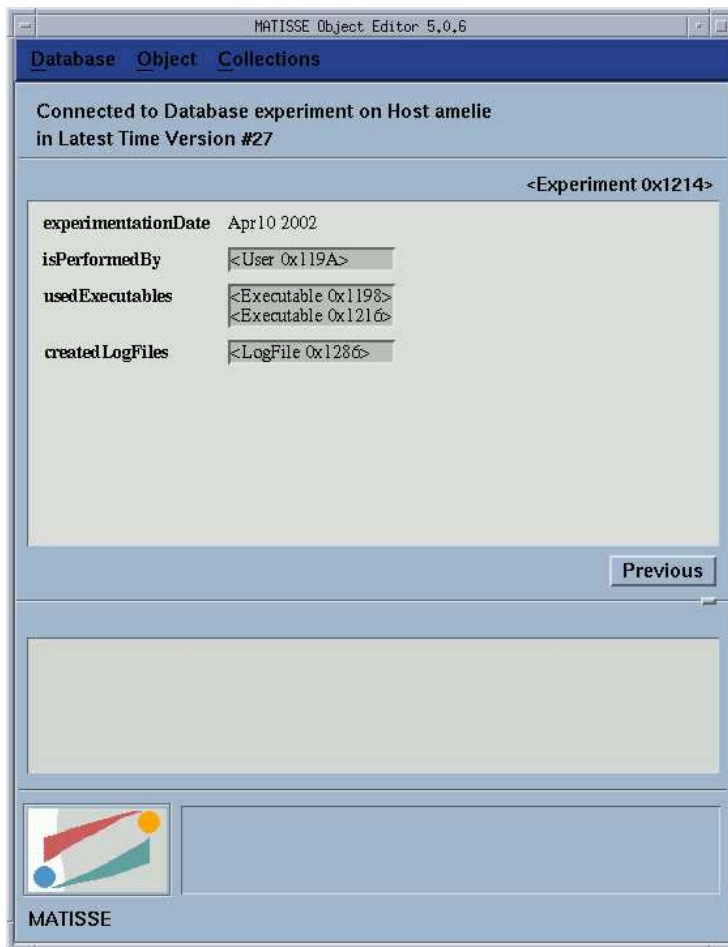 MATISSE Object Editor 5.0.6
Database Object Collections
Connected to Database experiment on Host amelie
in Latest Time Version #27
<Experiment 0x1214>
experimentationDate Apr10 2002
isPerformedBy <User 0x119A>
usedExecutables <Executable 0x1198>
<Executable 0x1216>
createdLogFiles <LogFile 0x1286>
Previous
MATISSE